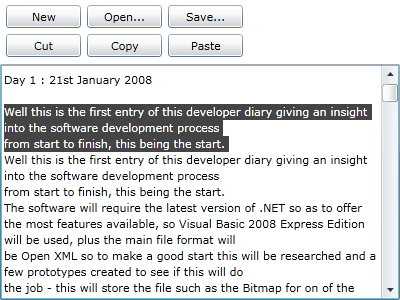 New Open... Save...
Cut Copy Paste
Day 1 : 21st January 2008
Well this is the first entry of this developer diary giving an insight
into the software development process
from start to finish, this being the start.
Well this is the first entry of this developer diary giving an insight
into the software development process
from start to finish, this being the start.
The software will require the latest version of .NET so as to offer
the most features available, so Visual Basic 2008 Express Edition
will be used, plus the main file format will
be Open XML so to make a good start this will be researched and a
few prototypes created to see if this will do
the job - this will store the file such as the Bitmap for on of the